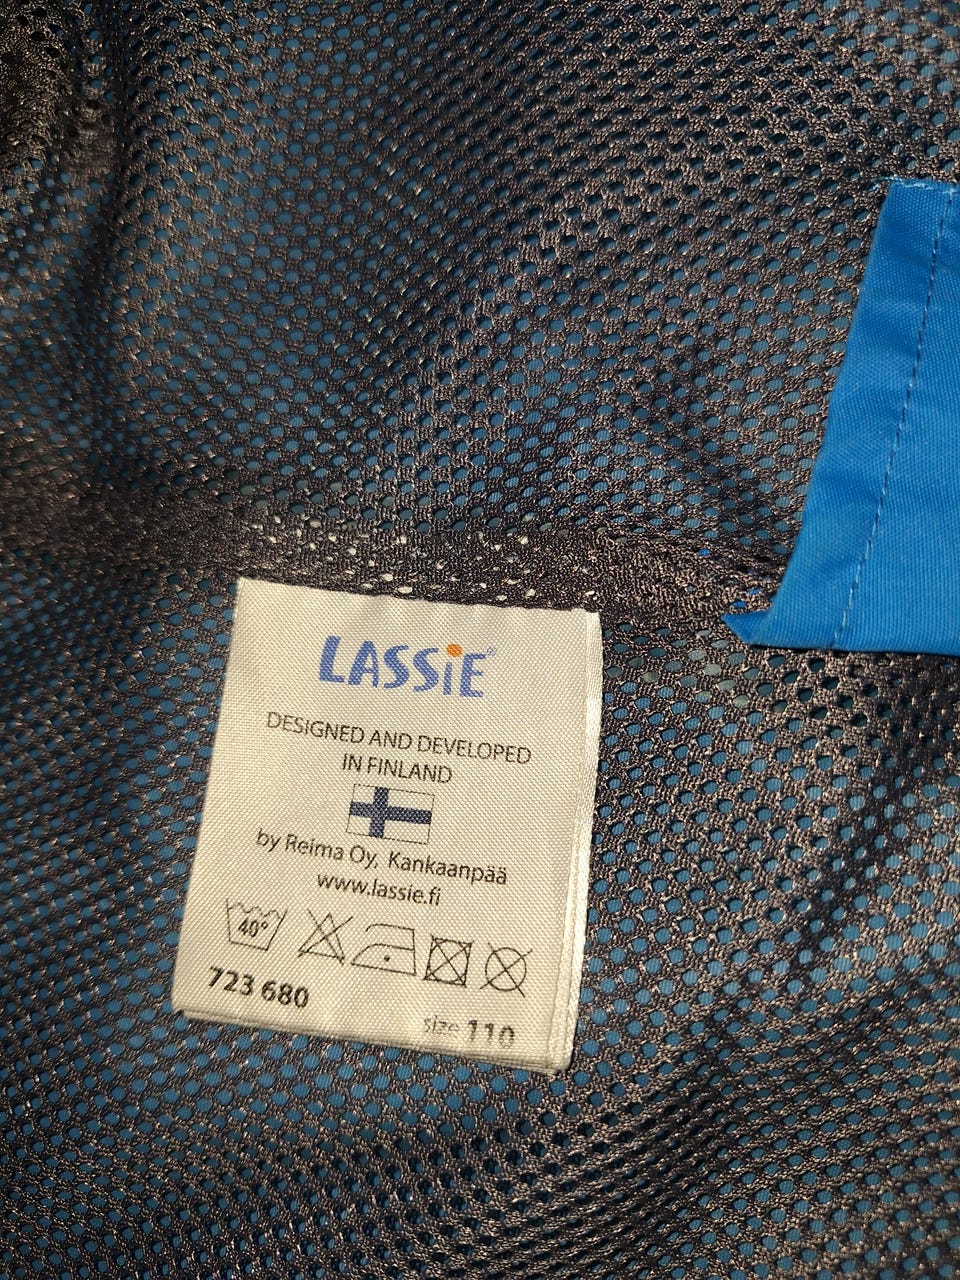 LASSiE®
DESIGNED AND DEVELOPED
IN FINLAND
by Reima Oy, Kankaanpää
www.lassie.fi
40°
723 680
size 110